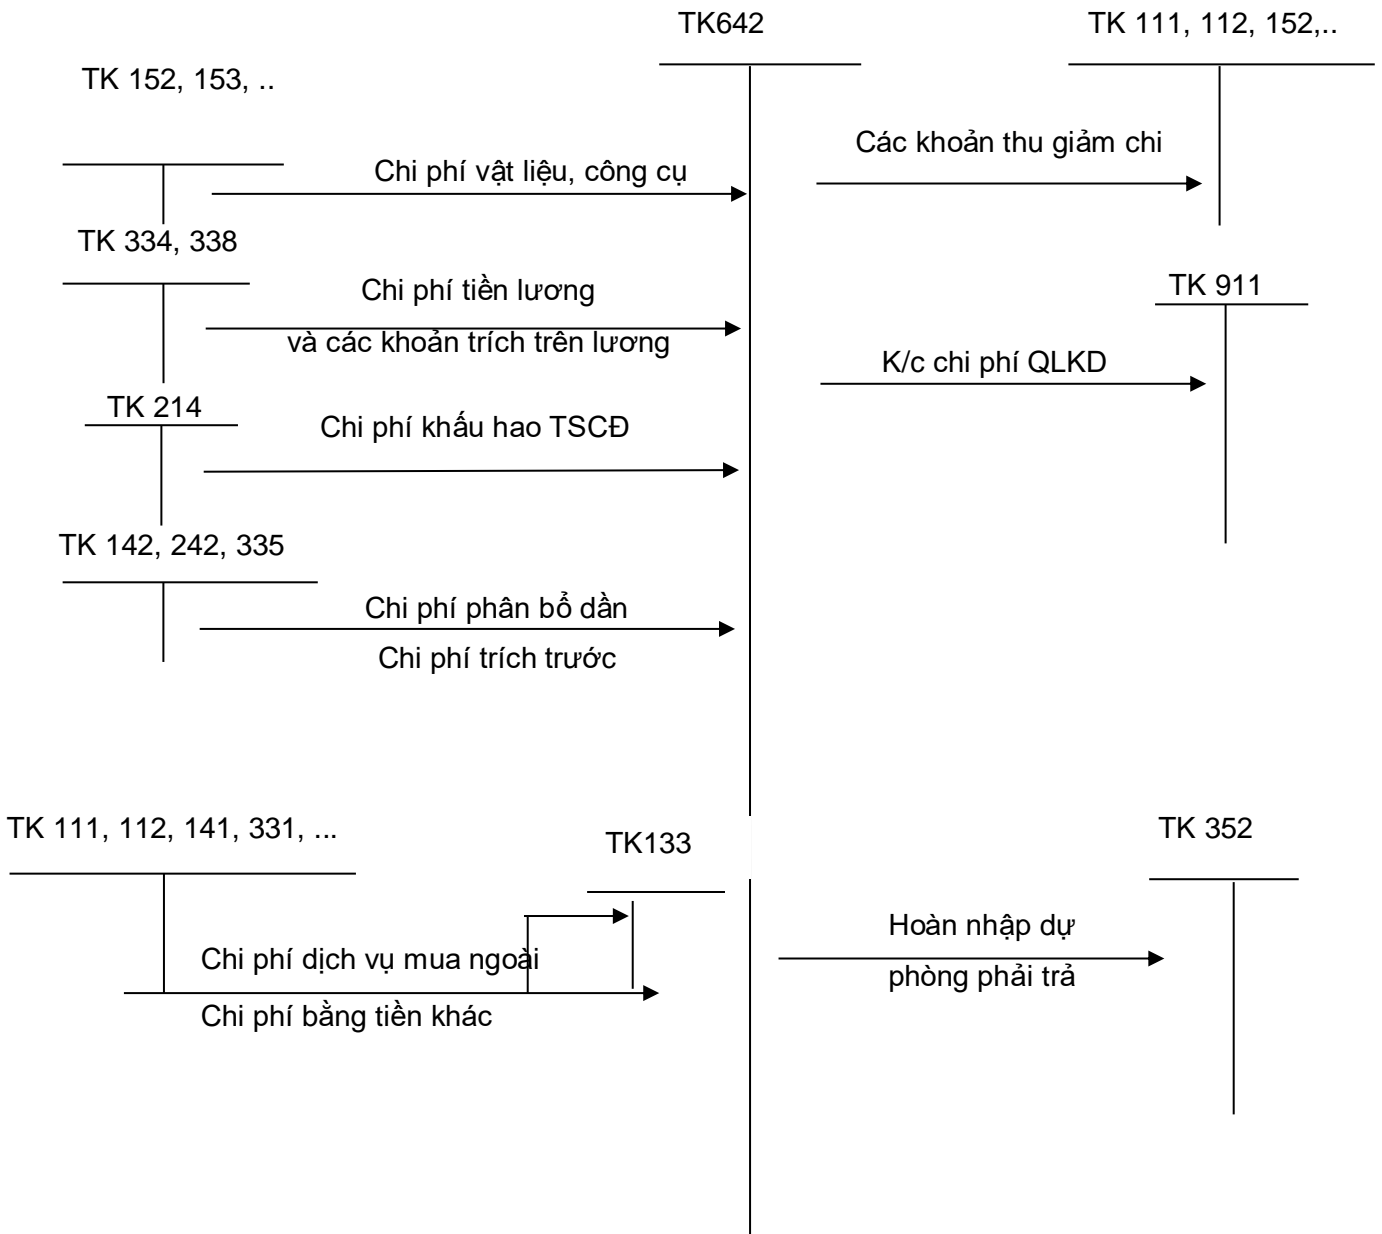 TK642
TK 111, 112, 152,..
TK 152, 153, ..
Các khoản thu giảm chi
Chi phí vật liệu, công cụ
TK 334, 338
Chi phí tiền lương
và các khoản trích trên lương
TK 911
K/c chi phí QLKD
TK 214
Chi phí khấu hao TSCĐ
TK 142, 242, 335
Chi phí phân bổ dần
Chi phí trích trước
TK 111, 112, 141, 331, ...
TK133
TK 352
Chi phí dịch vụ mua ngoài
Chi phí bằng tiền khác
Hoàn nhập dự
phòng phải trả